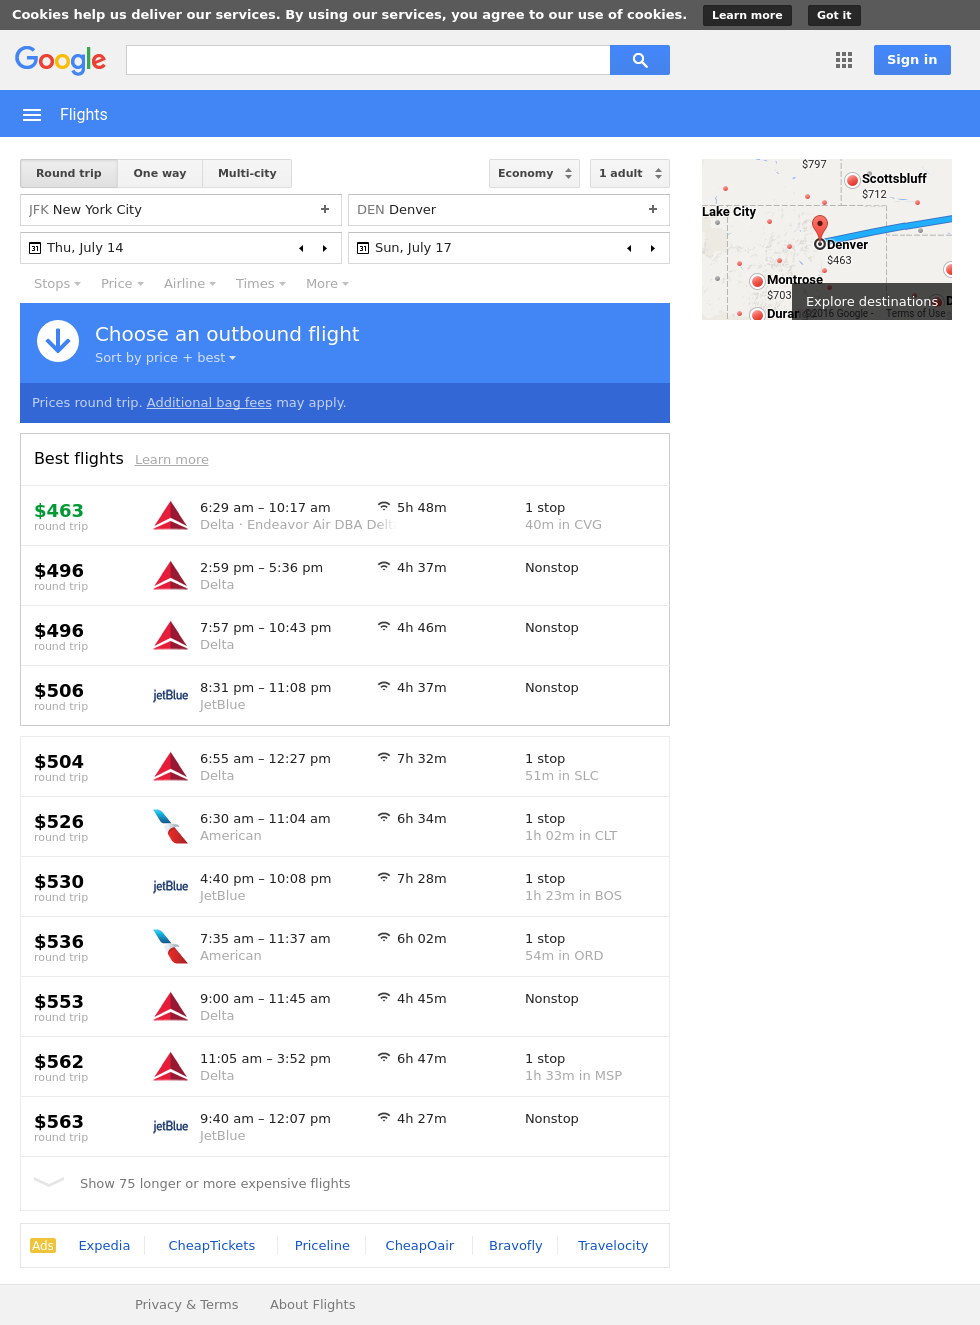 Cookies help us deliver our services. By using our services, you agree to our use of cookies. Learn more Got it
Google Sign in
Flights
Round trip One way Multi-city Economy 1 adult
JFK New York City + DEN Denver +
31 Thu, July 14 31 Sun, July 17
Stops Price Airline Times More
Choose an outbound flight
Sort by price + best
Prices round trip. Additional bag fees may apply.
$797
Scottsbluff
$712
Lake City
Denver
$463
Montrose
$703
Explore destinations
©2016 Google - Terms of Use
Best flights Learn more
$463 6:29 am – 10:17 am 5h 48m 1 stop
round trip Delta · Endeavor Air DBA Delt 40m in CVG
$496 2:59 pm – 5:36 pm 4h 37m Nonstop
round trip Delta
$496 7:57 pm – 10:43 pm 4h 46m Nonstop
round trip Delta
$506 jetBlue 8:31 pm – 11:08 pm 4h 37m Nonstop
round trip JetBlue
$504 6:55 am – 12:27 pm 7h 32m 1 stop
round trip Delta 51m in SLC
$526 6:30 am – 11:04 am 6h 34m 1 stop
round trip American 1h 02m in CLT
$530 jetBlue 4:40 pm – 10:08 pm 7h 28m 1 stop
round trip JetBlue 1h 23m in BOS
$536 7:35 am – 11:37 am 6h 02m 1 stop
round trip American 54m in ORD
$553 9:00 am – 11:45 am 4h 45m Nonstop
round trip Delta
$562 11:05 am – 3:52 pm 6h 47m 1 stop
round trip Delta 1h 33m in MSP
$563 jetBlue 9:40 am – 12:07 pm 4h 27m Nonstop
round trip JetBlue
Show 75 longer or more expensive flights
Ads Expedia CheapTickets Priceline CheapOair Bravofly Travelocity
Privacy & Terms About Flights